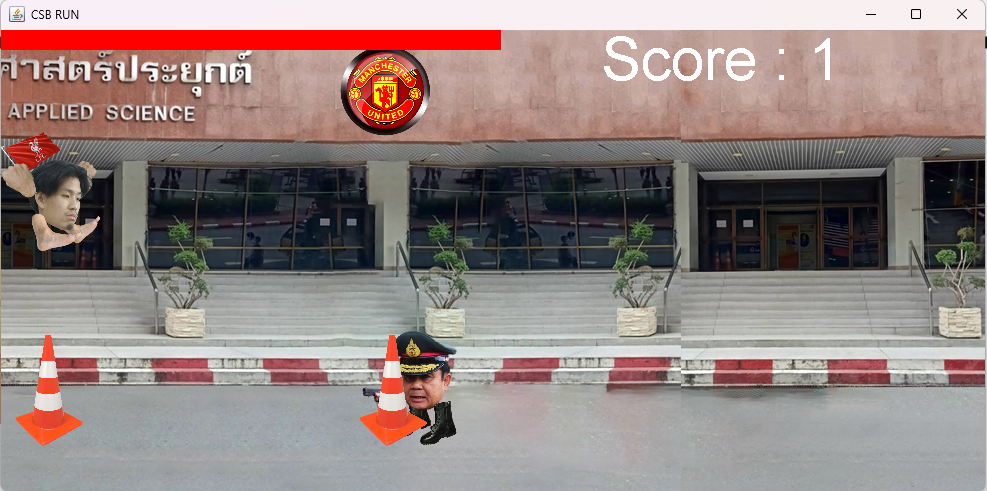 CSB RUN
Score : 1
ศาสตร์ประยุกต์
APPLIED SCIENCE
MANCHESTER
UNITED